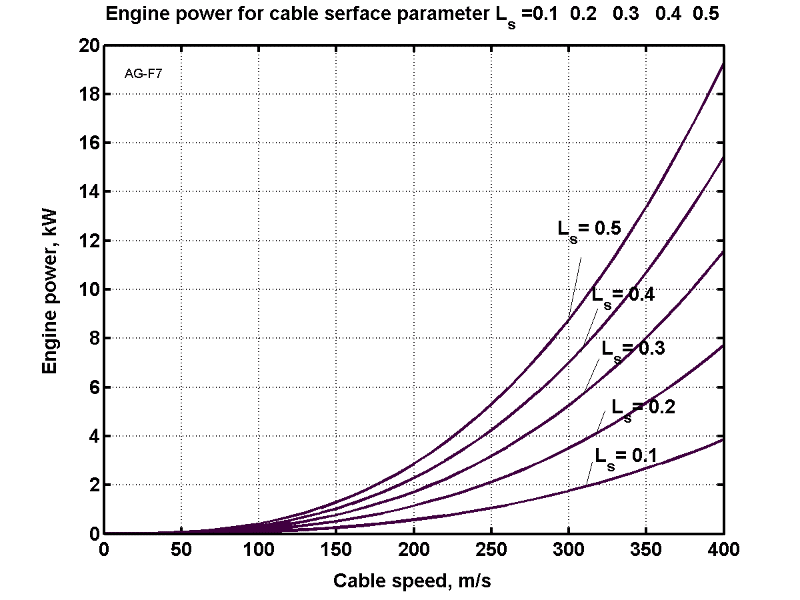 Engine power for cable serface parameter Ls =0.1 0.2 0.3 0.4 0.5
20
AG-F7
18
16
14
12
Ls= 0.5
10
Ls= 0.4
8
Ls= 0.3
6
Ls= 0.2
4
Ls= 0.1
2
0
Engine power, kW
0 50 100 150 200 250 300 350 400
Cable speed, m/s